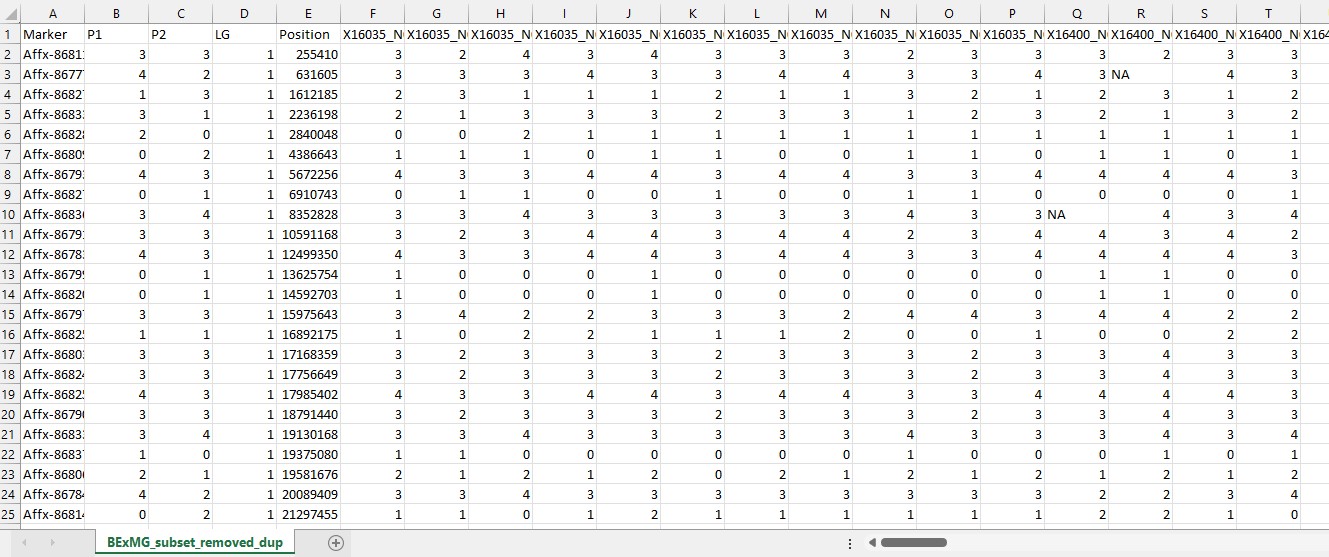 A B C D E F G H I J K L M N O P Q R S T
1 Marker P1 P2 LG Position X16035_N X16035_N X16035_N X16035_N X16035_N X16035_N X16035_N X16035_N X16035_N X16035_N X16035_N X16400_N X16400_N X16400_N X16400_N X164
2 Affx-8681 3 3 1 255410 3 2 4 3 4 3 3 3 2 3 3 3 2 3 3
3 Affx-8677 4 2 1 631605 3 3 3 4 3 3 4 4 3 3 4 3 NA 4 3
4 Affx-8682 1 3 1 1612185 2 3 1 1 1 2 1 1 3 2 1 2 3 1 2
5 Affx-8683 3 1 1 2236198 2 1 3 3 3 2 3 3 1 2 3 2 1 3 2
6 Affx-8682 2 0 1 2840048 0 0 2 1 1 1 1 1 1 1 1 1 1 1 1
7 Affx-8680 0 2 1 4386643 1 1 1 0 1 1 0 0 1 1 0 1 1 0 1
8 Affx-8679 4 3 1 5672256 4 3 3 4 4 3 4 4 3 3 4 4 4 4 3
9 Affx-8682 0 1 1 6910743 0 1 1 0 0 1 0 0 1 1 0 0 0 0 1
10 Affx-8683 3 4 1 8352828 3 3 4 3 3 3 3 3 4 3 3 NA 4 3 4
11 Affx-8679 3 3 1 10591168 3 2 3 4 4 3 4 4 2 3 4 4 3 4 2
12 Affx-8678 4 3 1 12499350 4 3 3 4 4 3 4 4 3 3 4 4 4 4 3
13 Affx-8679 0 1 1 13625754 1 0 0 0 1 0 0 0 0 0 0 1 1 0 0
14 Affx-8682 0 1 1 14592703 1 0 0 0 1 0 0 0 0 0 0 1 1 0 0
15 Affx-8679 3 3 1 15975643 3 4 2 2 3 3 3 2 4 4 3 4 4 2 2
16 Affx-8682 1 1 1 16892175 1 0 2 2 1 1 1 2 0 0 1 0 0 2 2
17 Affx-8680 3 3 1 17168359 3 2 3 3 3 2 3 3 3 2 3 3 4 3 3
18 Affx-8682 3 3 1 17756649 3 2 3 3 3 2 3 3 3 2 3 3 4 3 3
19 Affx-8682 4 3 1 17985402 4 3 3 4 4 3 4 3 3 3 4 4 4 4 3
20 Affx-8679 3 3 1 18791440 3 2 3 3 3 2 3 3 3 2 3 3 4 3 3
21 Affx-8683 3 4 1 19130168 3 3 4 3 3 3 3 3 4 3 3 3 4 3 4
22 Affx-8683 1 0 1 19375080 1 1 0 0 0 0 0 0 1 0 0 0 1 0 1
23 Affx-8680 2 1 1 19581676 2 1 2 1 2 0 2 1 2 1 2 1 2 1 2
24 Affx-8678 4 2 1 20089409 3 3 4 3 3 3 3 3 3 3 3 2 2 3 4
25 Affx-8681 0 2 1 21297455 1 1 0 1 2 1 1 1 1 1 1 2 2 1 0
BExMG_subset_removed_dup